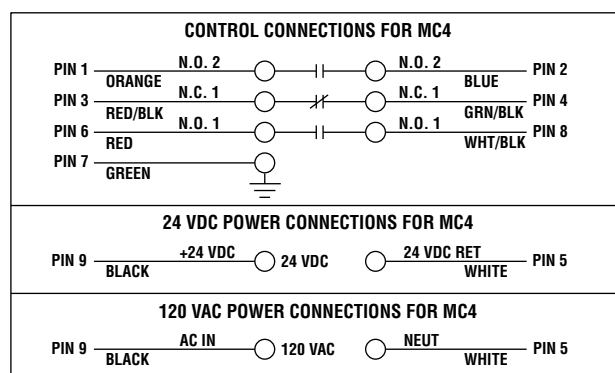 CONTROL CONNECTIONS FOR MC4
PIN 1 N.O. 2 N.O. 2 PIN 2
ORANGE BLUE
PIN 3 N.C. 1 N.C. 1 PIN 4
RED/BLK GRN/BLK
PIN 6 N.O. 1 N.O. 1 PIN 8
RED WHT/BLK
PIN 7
GREEN
24 VDC POWER CONNECTIONS FOR MC4
PIN 9 +24 VDC 24 VDC 24 VDC RET PIN 5
BLACK WHITE
120 VAC POWER CONNECTIONS FOR MC4
PIN 9 AC IN 120 VAC NEUT PIN 5
BLACK WHITE